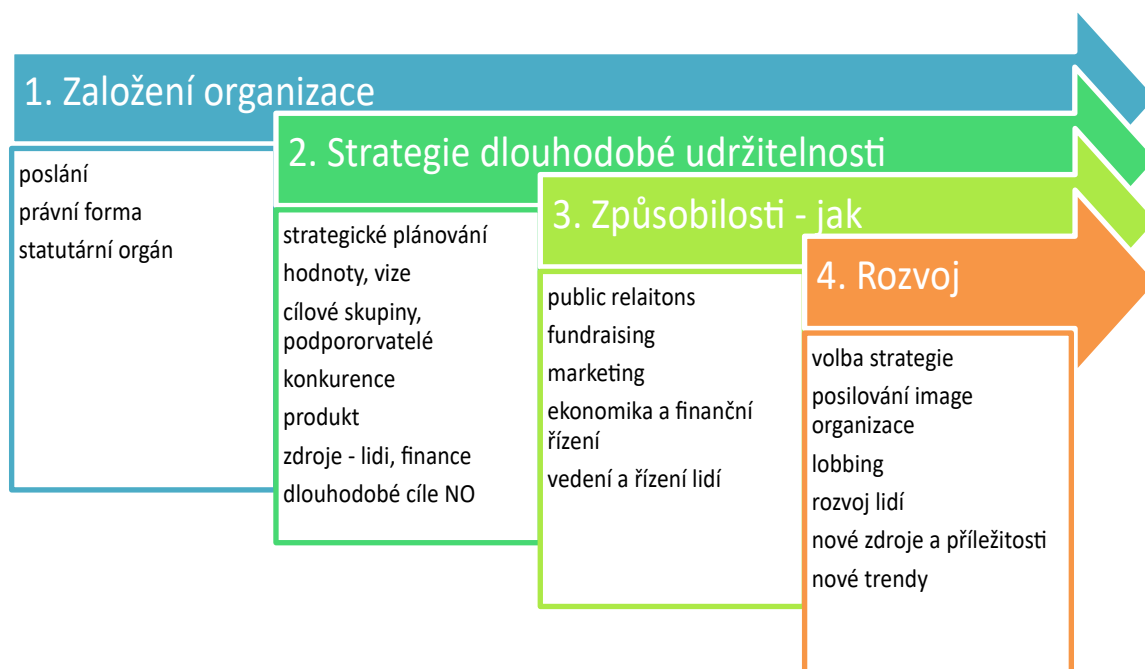 1. Založení organizace
poslání
právní forma
statutární orgán
2. Strategie dlouhodobé udržitelnosti
strategické plánování
hodnoty, vize
cílové skupiny,
podpororvatelé
konkurence
produkt
zdroje - lidi, finance
dlouhodobé cíle NO
3. Způsobilosti - jak
public relaitons
fundraising
marketing
ekonomika a finanční
řízení
vedení a řízení lidí
4. Rozvoj
volba strategie
posilování image
organizace
lobbing
rozvoj lidí
nové zdroje a příležitosti
nové trendy